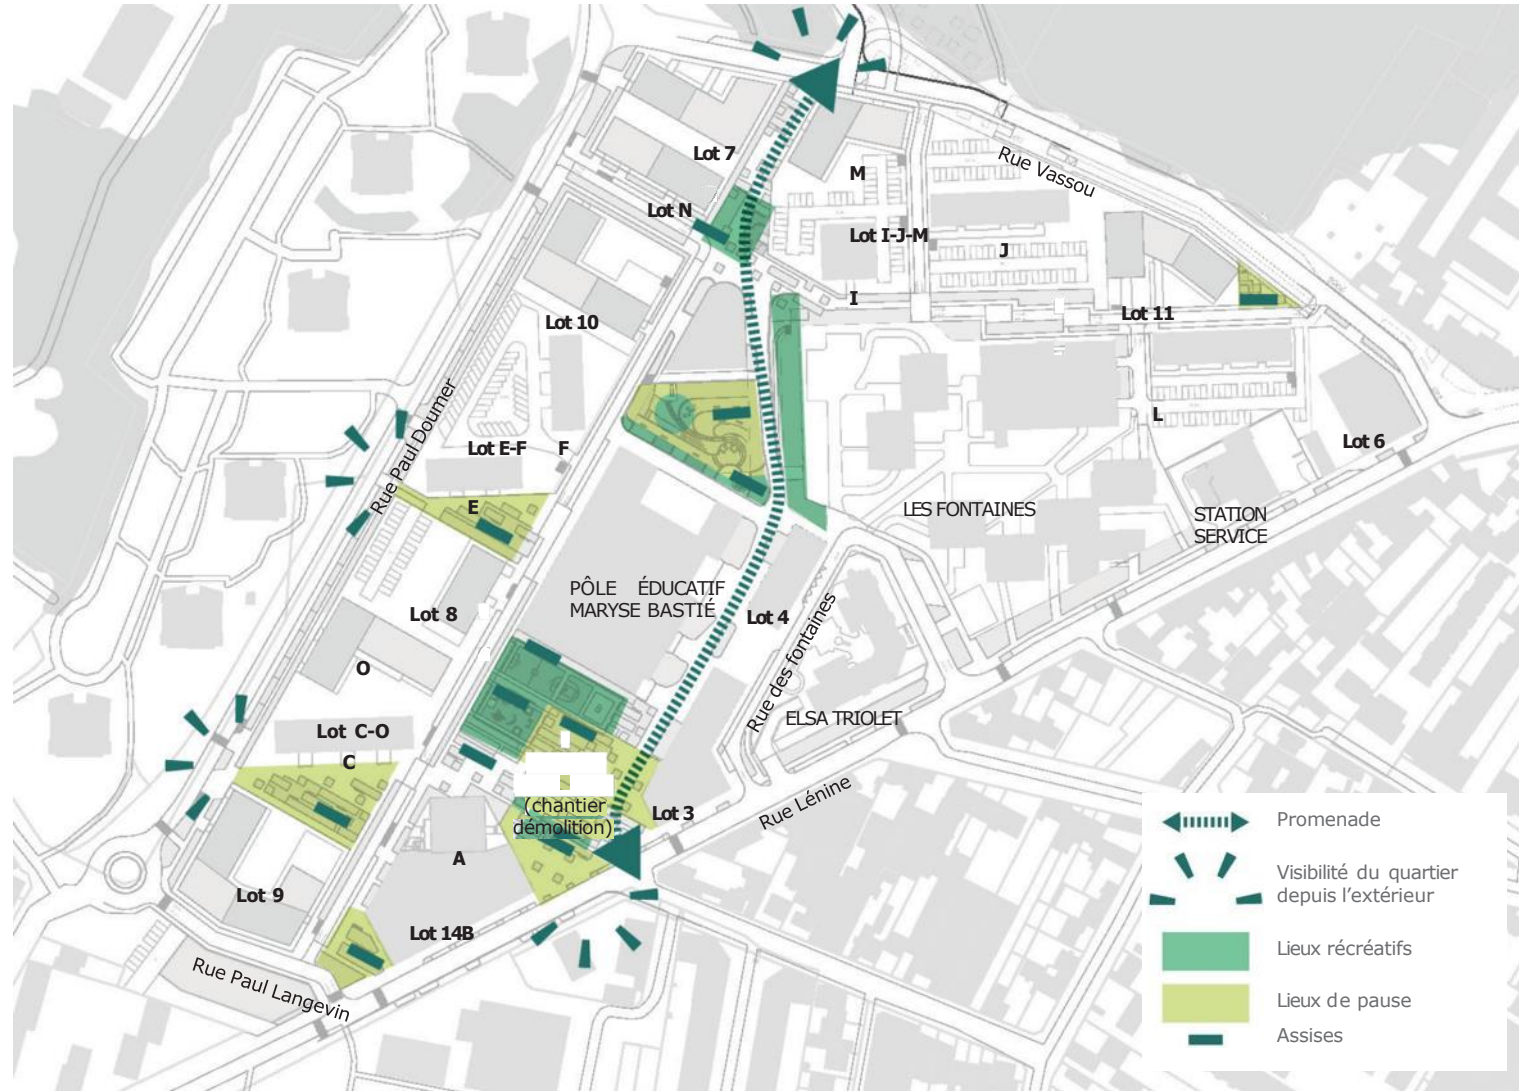 Lot 7
Rue Vassou
M
Lot N
Lot I-J-M
J
I
Lot 10
Lot 11
Rue Paul Doumer
L
Lot E-F
F
Lot 6
E
LES FONTAINES
STATION
SERVICE
PÔLE ÉDUCATIF
MARYSE BASTIÉ
Lot 8
Lot 4
Rue des fontaines
O
ELSA TRIOLET
Lot C-O
C
(chantier
démolition)
Lot 3
Rue Lénine
A
Lot 9
Lot 14B
Rue Paul Langevin
Promenade
Visibilité du quartier
depuis l'extérieur
Lieux récréatifs
Lieux de pause
Assises